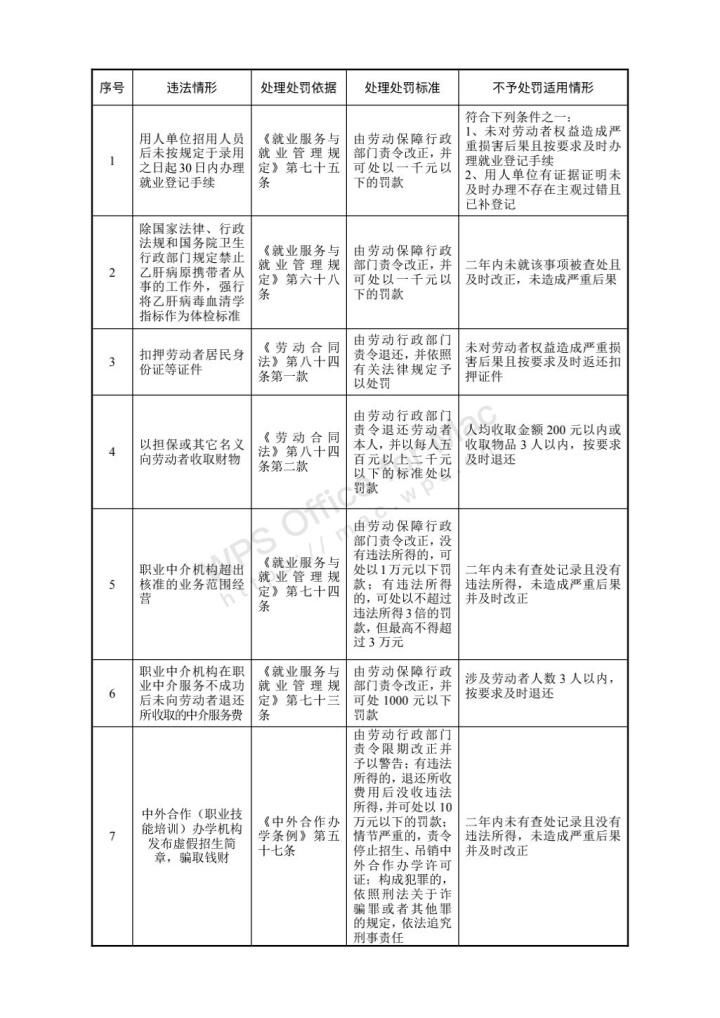 序号 违法情形 处理处罚依据 处理处罚标准 不予处罚适用情形
1
用人单位招用人员
后未按规定于录用
之日起30日内办理
就业登记手续
《就业服务与
就业管理规
定》第七十五
条
由劳动保障行政
部门责令改正，并
可处以一千元以
下的罚款
符合下列条件之一：
1、未对劳动者权益造成严
重损害后果且按要求及时办
理就业登记手续
2、用人单位有证据证明未
及时办理不存在主观过错且
已补登记
2
除国家法律、行政
法规和国务院卫生
行政部门规定禁止
乙肝病原携带者从
事的工作外，强行
将乙肝病毒血清学
指标作为体检标准
《就业服务与
就业管理规
定》第六十八
条
由劳动保障行政
部门责令改正，并
可处以一千元以
下的罚款
二年内未就该事项被查处且
及时改正，未造成严重后果
3
扣押劳动者居民身
份证等证件
《劳动合同
法》第八十四
条第一款
由劳动行政部门
责令退还，并依照
有关法律规定予
以处罚
未对劳动者权益造成严重损
害后果且按要求及时返还扣
押证件
4
以担保或其它名义
向劳动者收取财物
《劳动合同
法》第八十四
条第二款
由劳动行政部门
责令退还劳动者
本人，并以每人五
百元以上二千元
以下的标准处以
罚款
人均收取金额200元以内或
收取物品3人以内，按要求
及时退还
5
职业中介机构超出
核准的业务范围经
营
《就业服务与
就业管理规
定》第七十四
条
由劳动保障行政
部门责令改正，没
有违法所得的，可
处以1万元以下罚
款；有违法所得
的，可处以不超过
违法所得3倍的罚
款，但最高不得超
过3万元
二年内未有查处记录且没有
违法所得，未造成严重后果
并及时改正
6
职业中介机构在职
业中介服务不成功
后未向劳动者退还
所收取的中介服务费
《就业服务与
就业管理规
定》第七十三
条
由劳动保障行政
部门责令改正，并
可处1000元以下
罚款
涉及劳动者人数3人以内，
按要求及时退还
7
中外合作（职业技
能培训）办学机构
发布虚假招生简
章，骗取钱财
《中外合作办
学条例》第五
十七条
由劳动行政部门
责令限期改正并
予以警告；有违法
所得的，退还所收
费用后没收违法
所得，并可处以10
万元以下的罚款；
情节严重的，责令
停止招生、吊销中
外合作办学许可
证；构成犯罪的，
依照刑法关于诈
骗罪或者其他罪
的规定，依法追究
刑事责任
二年内未有查处记录且没有
违法所得，未造成严重后果
并及时改正